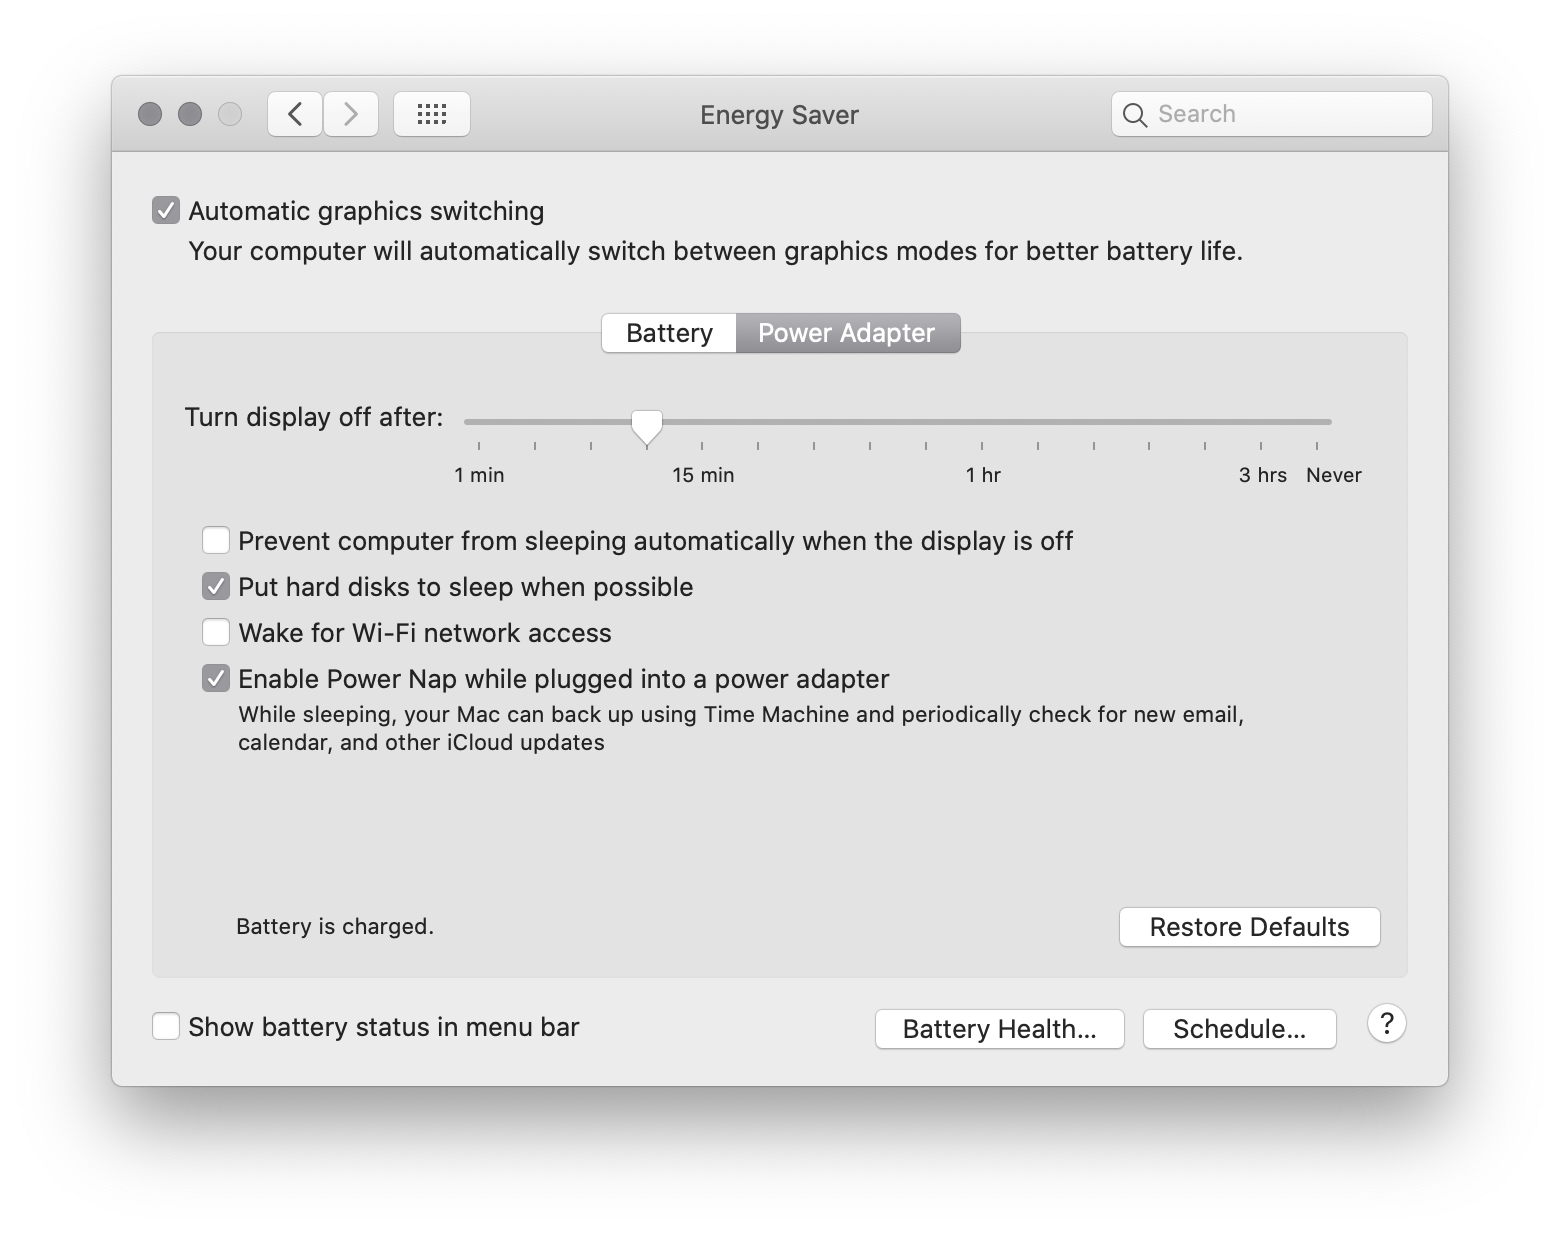 Energy Saver
Search
Automatic graphics switching
Your computer will automatically switch between graphics modes for better battery life.
Battery
Power Adapter
Turn display off after:
1 min 15 min 1 hr 3 hrs Never
Prevent computer from sleeping automatically when the display is off
Put hard disks to sleep when possible
Wake for Wi-Fi network access
Enable Power Nap while plugged into a power adapter
While sleeping, your Mac can back up using Time Machine and periodically check for new email,
calendar, and other iCloud updates
Battery is charged.
Restore Defaults
Show battery status in menu bar
Battery Health...
Schedule...
?